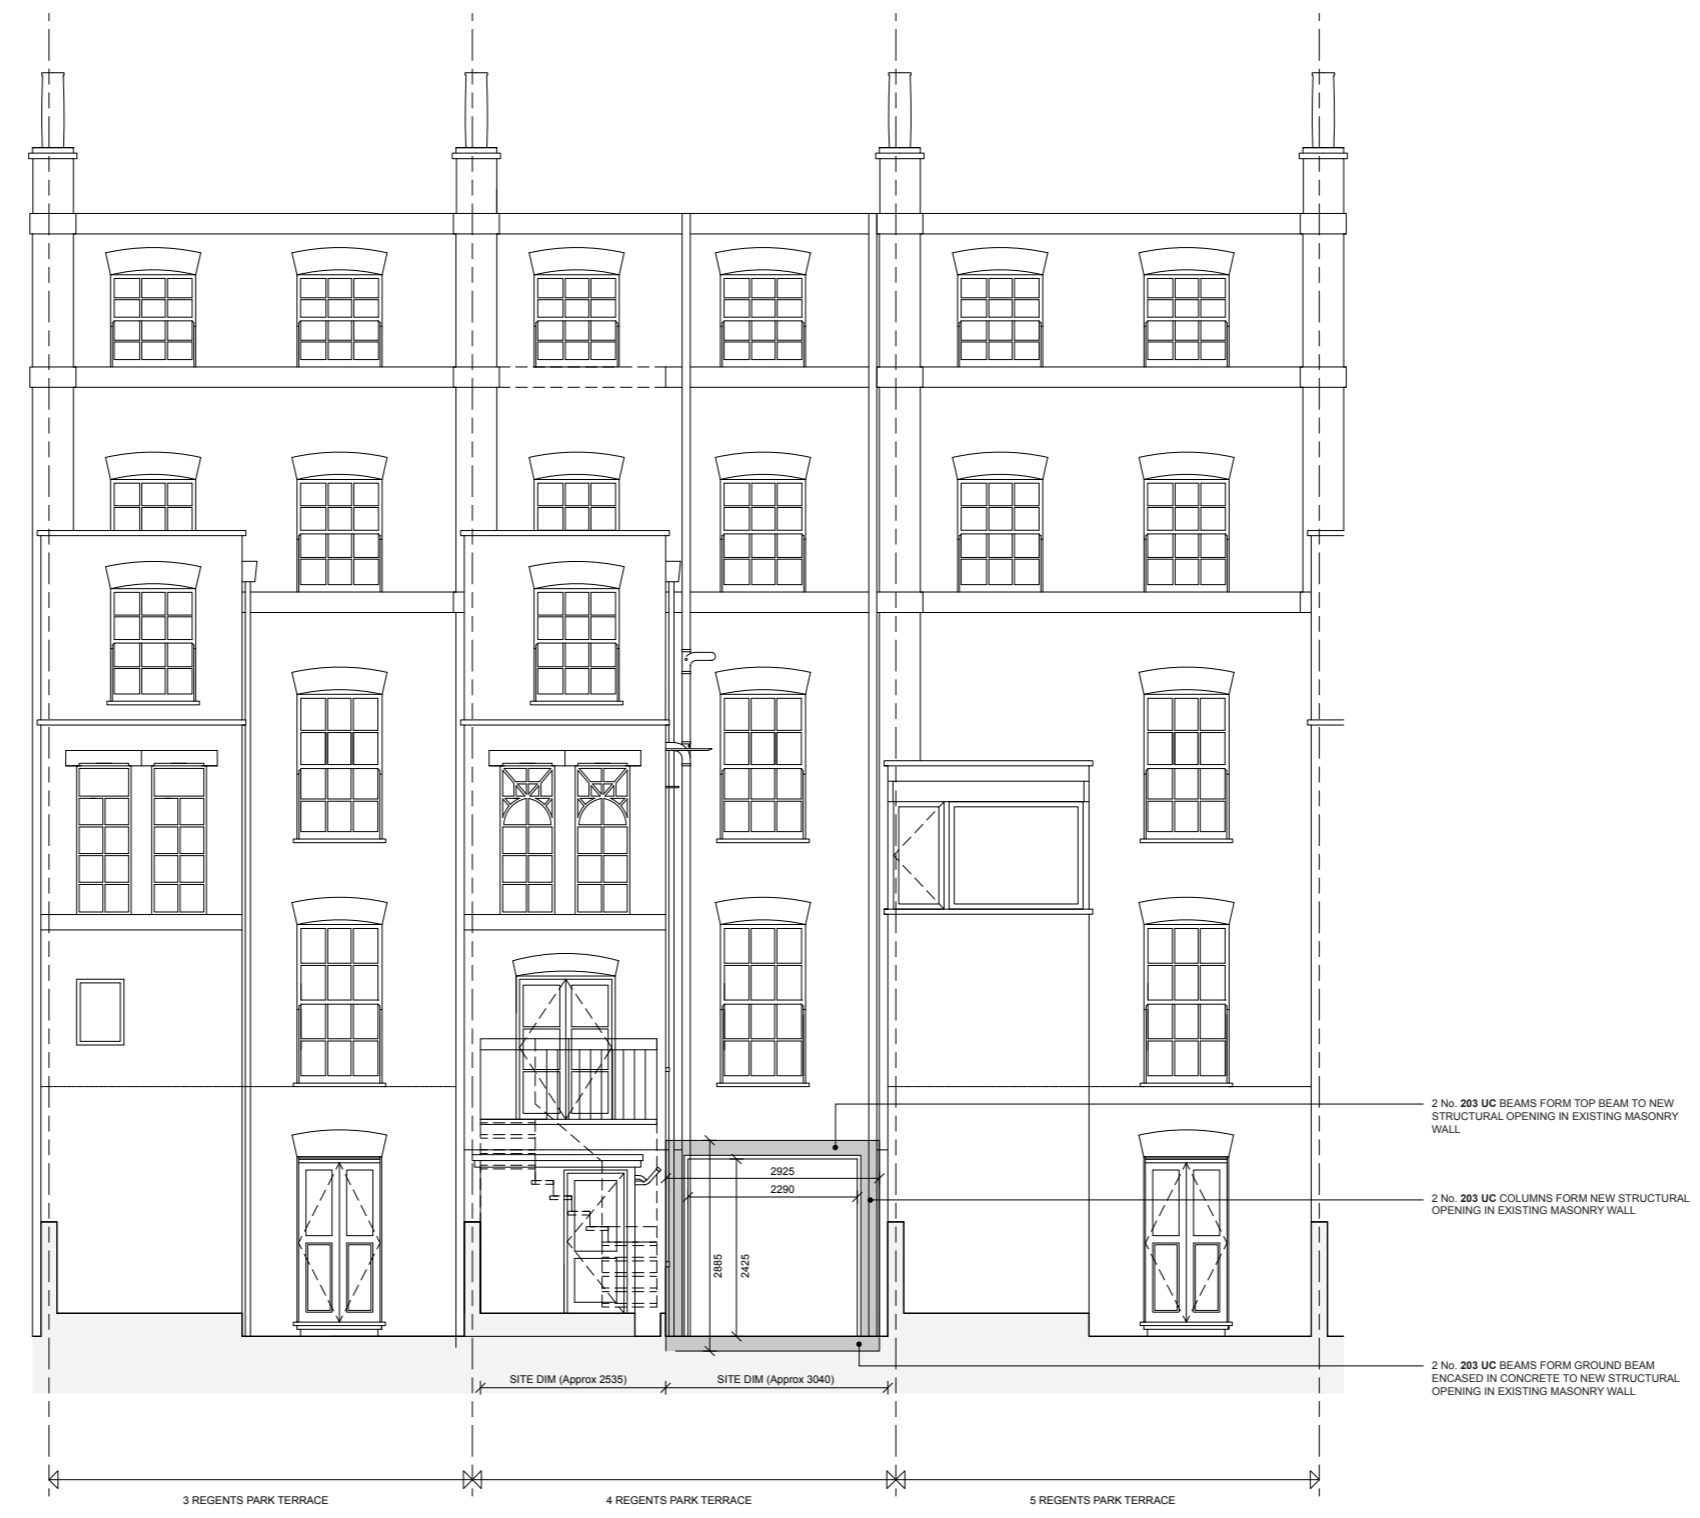 2 No. 203 UC BEAMS FORM TOP BEAM TO NEW
STRUCTURAL OPENING IN EXISTING MASONRY
WALL
2925
2290
2 No. 203 UC COLUMNS FORM NEW STRUCTURAL
OPENING IN EXISTING MASONRY WALL
2885
2425
2 No. 203 UC BEAMS FORM GROUND BEAM
ENCASED IN CONCRETE TO NEW STRUCTURAL
OPENING IN EXISTING MASONRY WALL
SITE DIM (Approx 2535)
SITE DIM (Approx 3040)
3 REGENTS PARK TERRACE
4 REGENTS PARK TERRACE
5 REGENTS PARK TERRACE